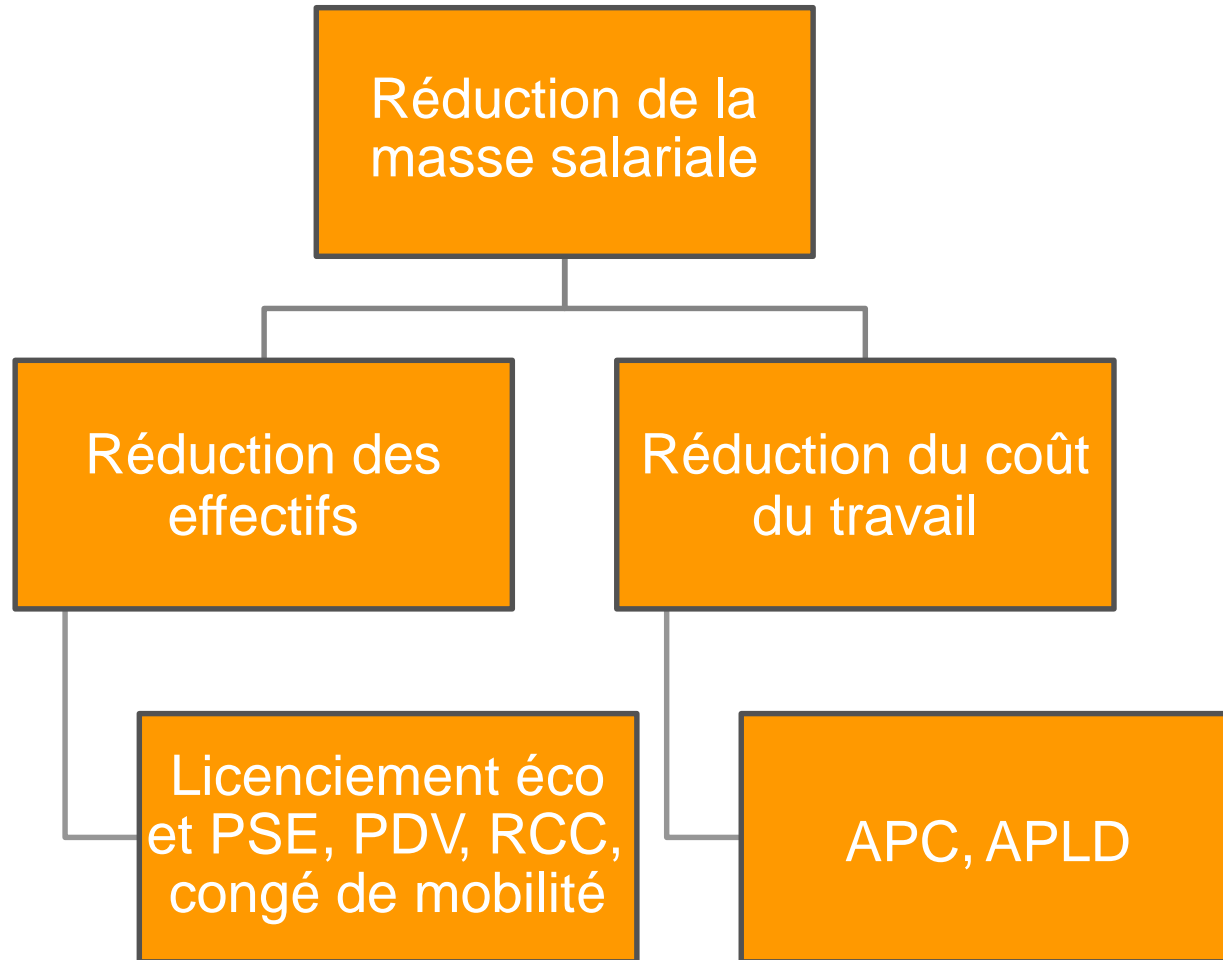 Réduction de la
masse salariale
Réduction des
effectifs
Réduction du coût
du travail
Licenciement éco
et PSE, PDV, RCC,
congé de mobilité
APC, APLD